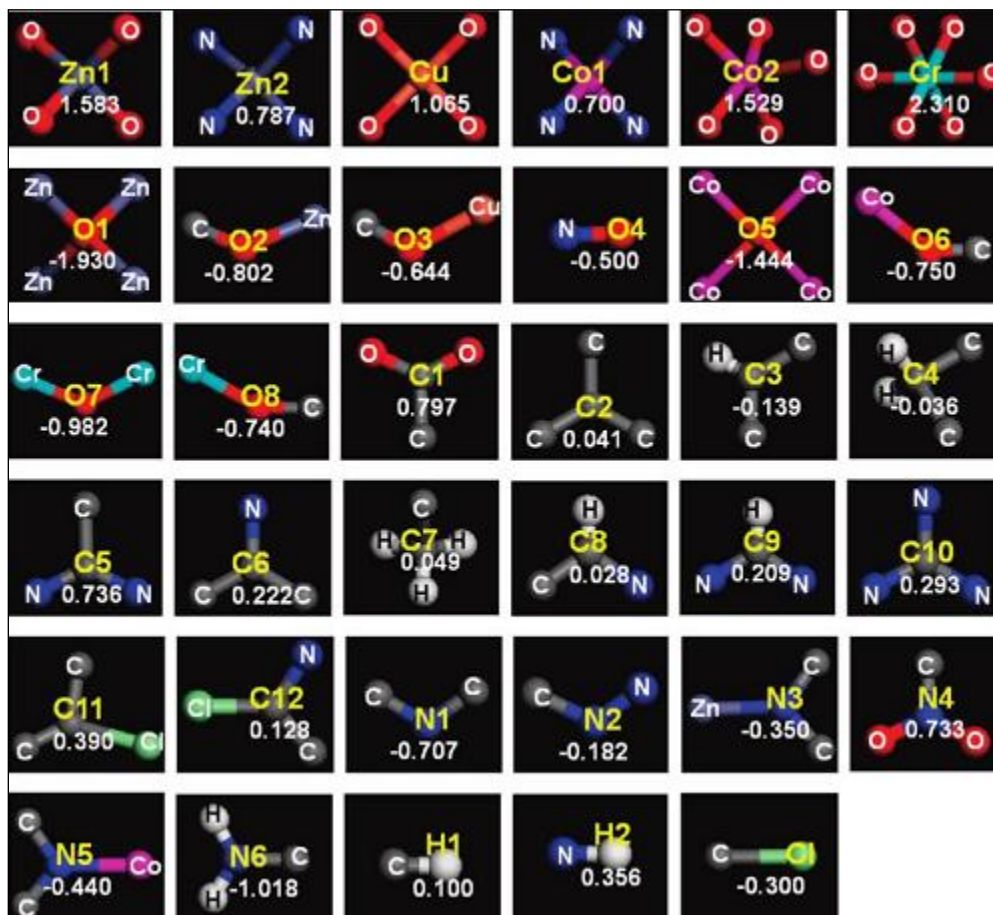 O O
Zn1
1.583
O O
N N
Zn2
0.787
N N
O O
Cu
1.065
O O
N N
Co1
0.700
N N
O O
Co2 O
1.529
O O
O O
O Cr O
2.310
O O
Zn Zn
O1
-1.930
Zn Zn
C O2 Zn
-0.802
C O3 Cu
-0.644
N O4
-0.500
Co Co
O5
-1.444
Co Co
Co
O6 C
-0.750
Cr Cr
O7
-0.982
Cr
O8 C
-0.740
O O
C1
0.797
C
C
C2
C 0.041 C
H C
C3
-0.139
C
H C
C4
H -0.036
C
C
C5
N 0.736 N
N
C6
C 0.222 C
C
H C7 H
0.049
H
H
C8
0.028
C N
H
C9
0.209
N N
N
C10
0.293
N N
C
C11
0.390
C Cl
N
Cl C12
0.128
C
C C
N1
-0.707
C N
N2
-0.182
C
Zn N3
-0.350
C
C
N4
0.733
O O
C
N5 Co
-0.440
C
H
N6 C
-1.018
H
C H1
0.100
N H2
0.356
C Cl
-0.300